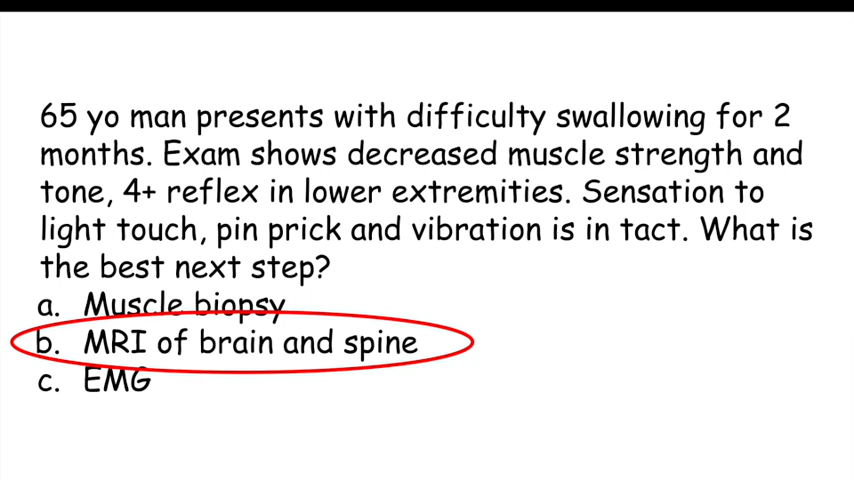 65 yo man presents with difficulty swallowing for 2
months. Exam shows decreased muscle strength and
tone, 4+ reflex in lower extremities. Sensation to
light touch, pin prick and vibration is in tact. What is
the best next step?
a. Muscle biopsy
b. MRI of brain and spine
c. EMG